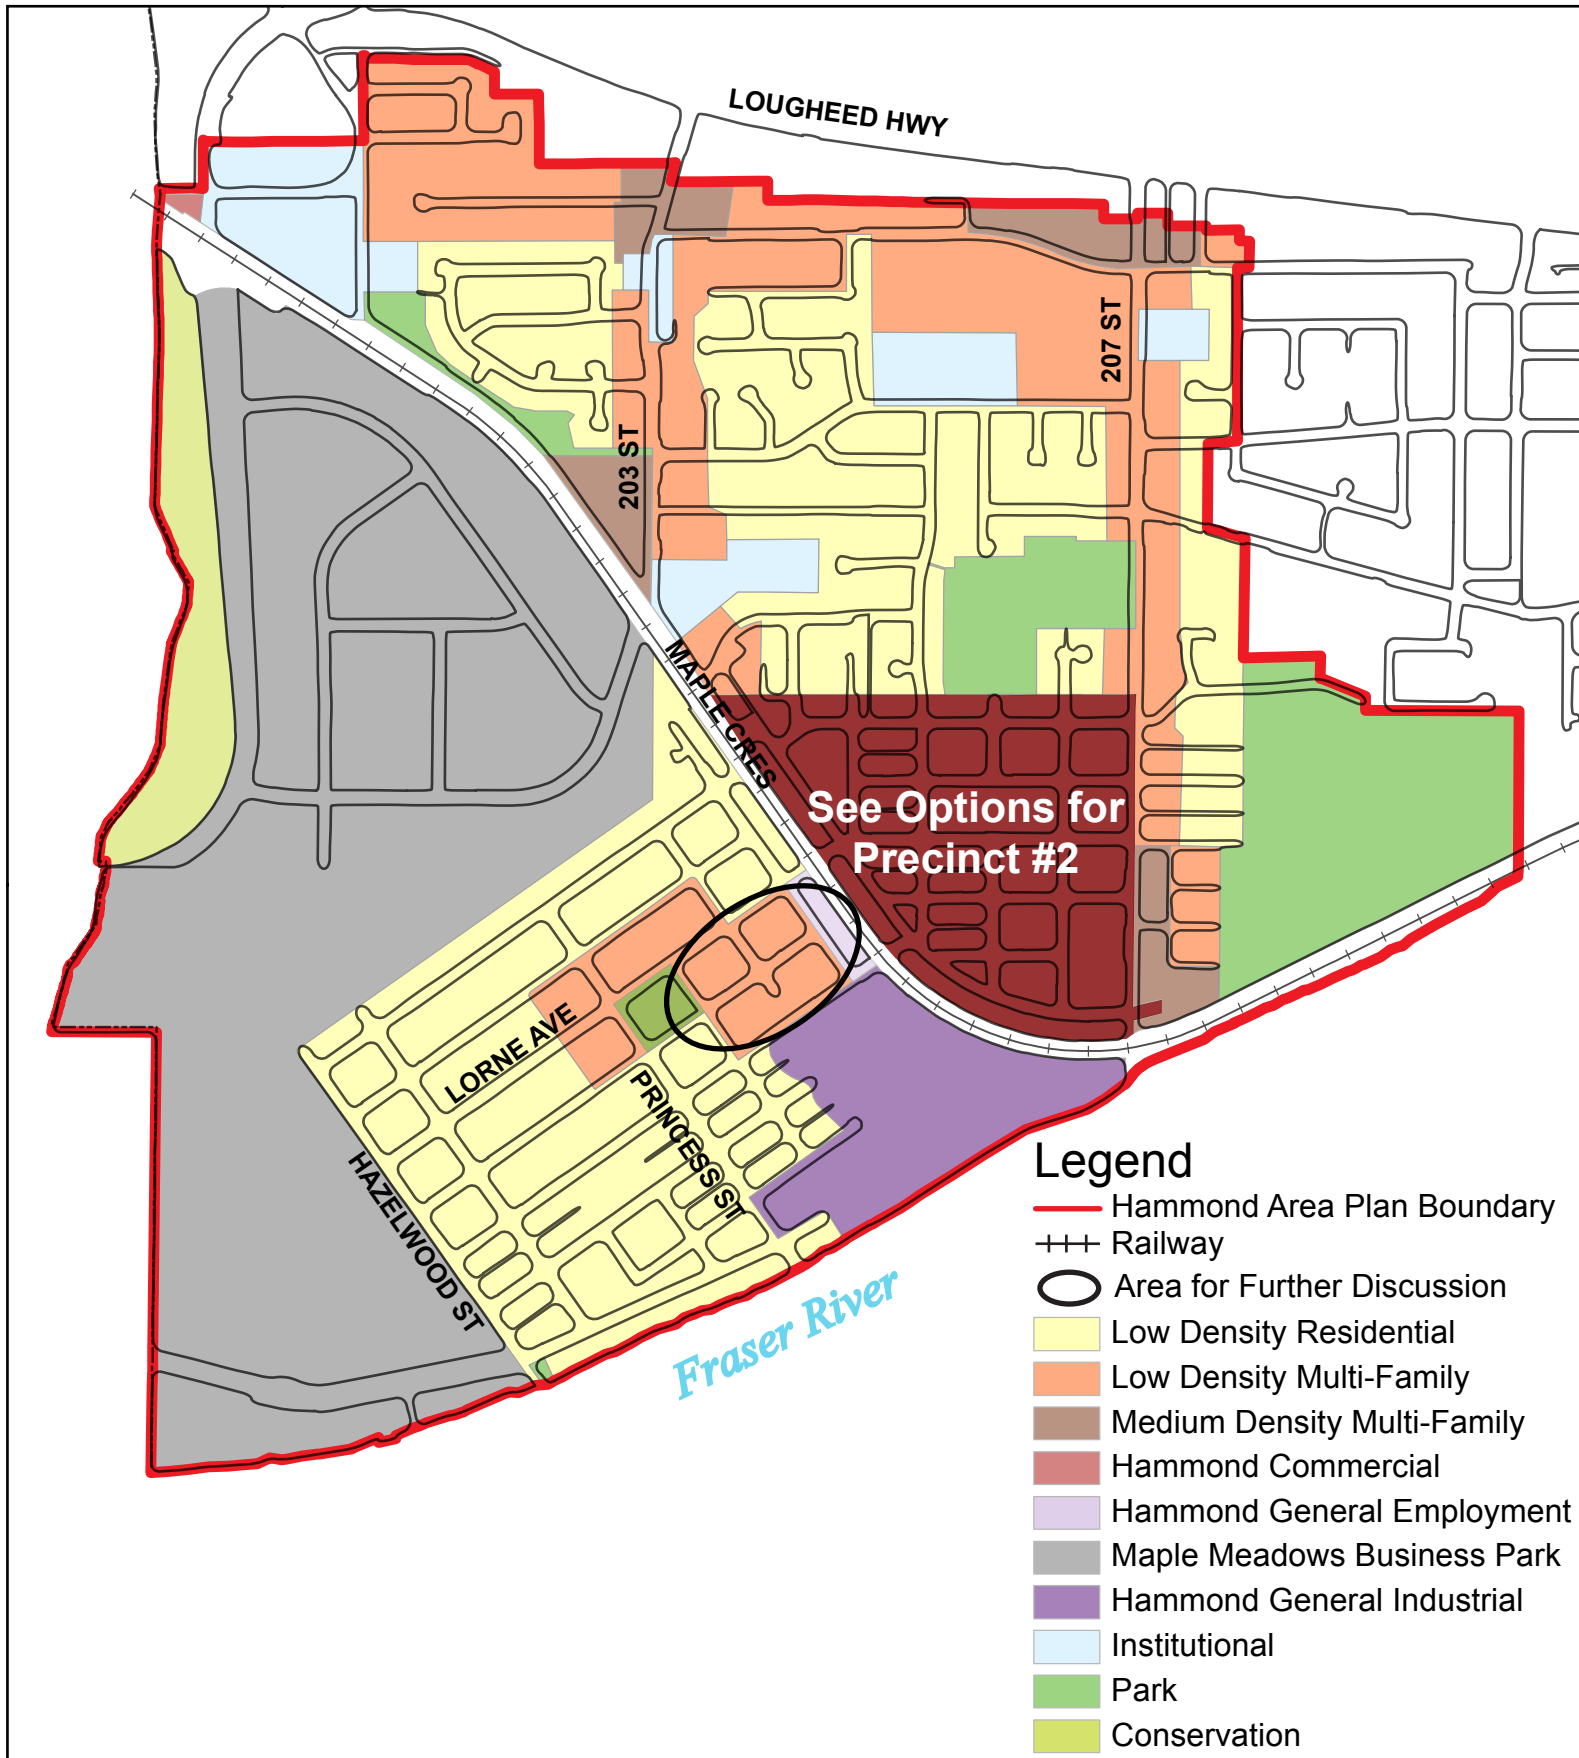 LOUGHEED HWY
207 ST
203 ST
MAPLE CRES
See Options for
Precinct #2
LORNE AVE
PRINCESS ST
HAZELWOOD ST
Fraser River
Legend
Hammond Area Plan Boundary
Railway
Area for Further Discussion
Low Density Residential
Low Density Multi-Family
Medium Density Multi-Family
Hammond Commercial
Hammond General Employment
Maple Meadows Business Park
Hammond General Industrial
Institutional
Park
Conservation